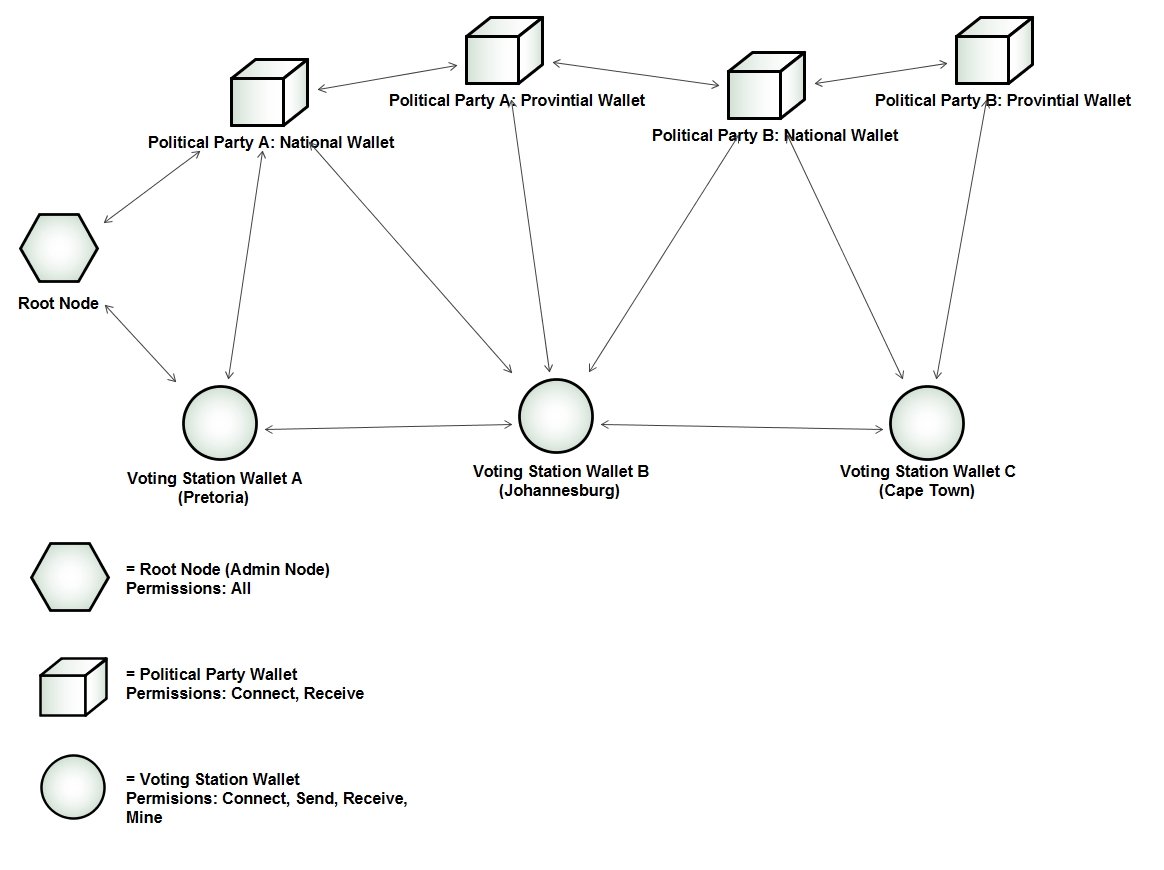 Political Party A: Provintial Wallet
Political Party B: Provintial Wallet
Political Party A: National Wallet
Political Party B: National Wallet
Root Node
Voting Station Wallet A
(Pretoria)
Voting Station Wallet B
(Johannesburg)
Voting Station Wallet C
(Cape Town)
= Root Node (Admin Node)
Permissions: All
= Political Party Wallet
Permissions: Connect, Receive
= Voting Station Wallet
Permisions: Connect, Send, Receive,
Mine